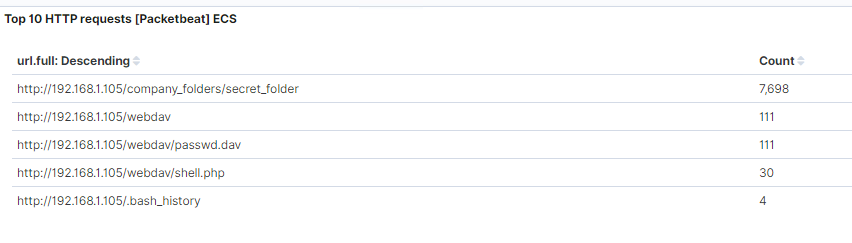 Top 10 HTTP requests [Packetbeat] ECS
url.full: Descending Count
http://192.168.1.105/company_folders/secret_folder 7,698
http://192.168.1.105/webdav 111
http://192.168.1.105/webdav/passwd.dav 111
http://192.168.1.105/webdav/shell.php 30
http://192.168.1.105/.bash_history 4